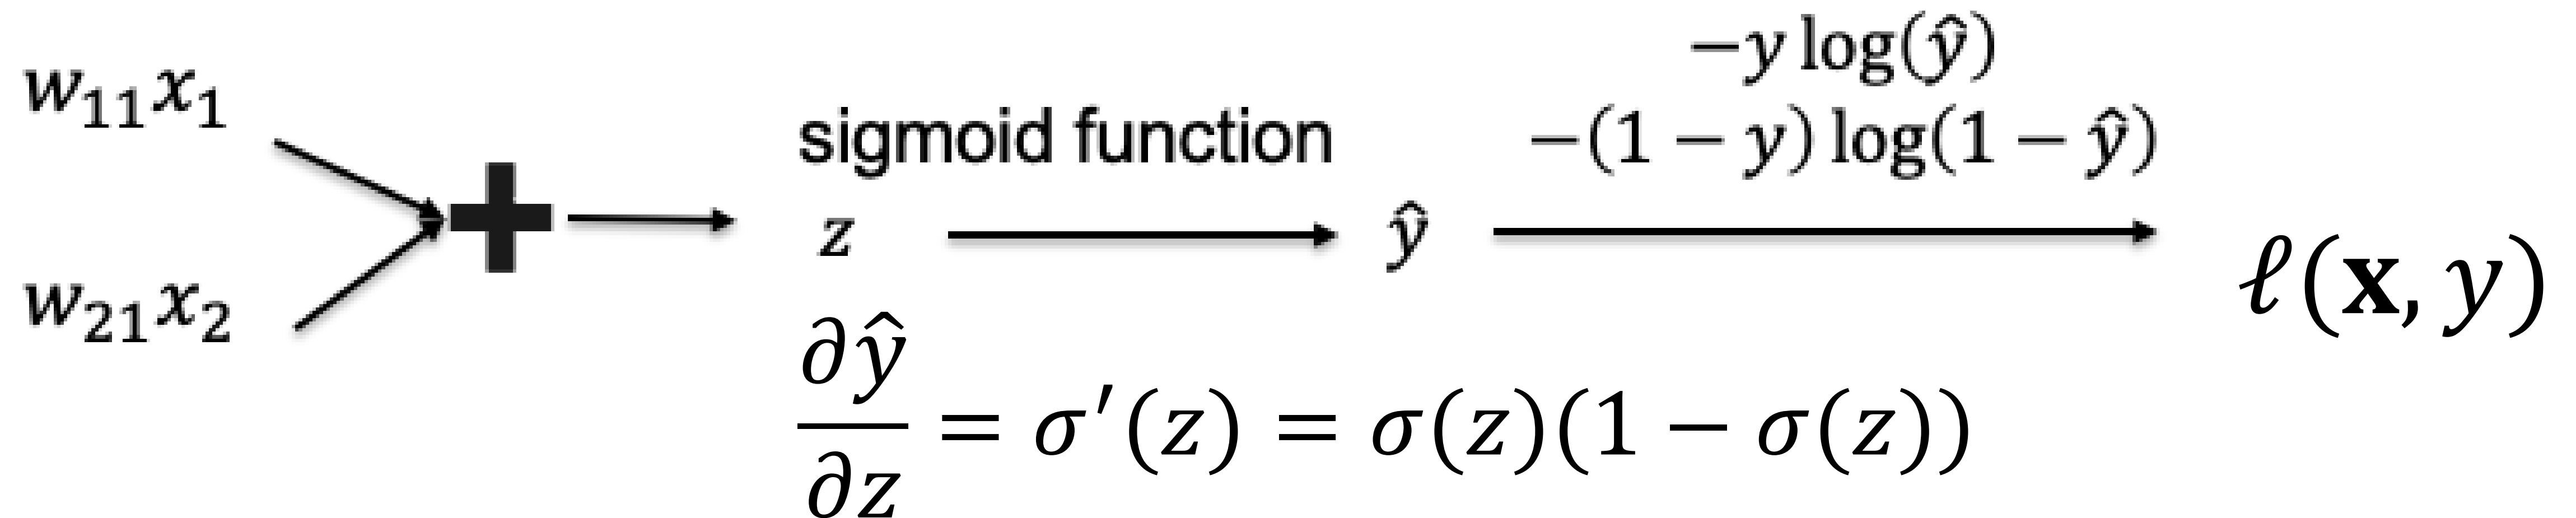 −y log(ŷ)
w₁₁x₁
sigmoid function
−(1 − y) log(1 − ŷ)
+
z
ŷ
w₂₁x₂
ℓ(𝐱, y)
∂ŷ/∂z = σ′(z) = σ(z)(1 − σ(z))